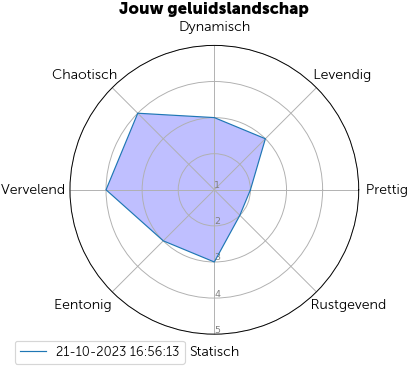 Jouw geluidslandschap
Dynamisch
Chaotisch
Levendig
Vervelend
1
Prettig
2
3
4
Eentonig
Rustgevend
5
21-10-2023 16:56:13
Statisch